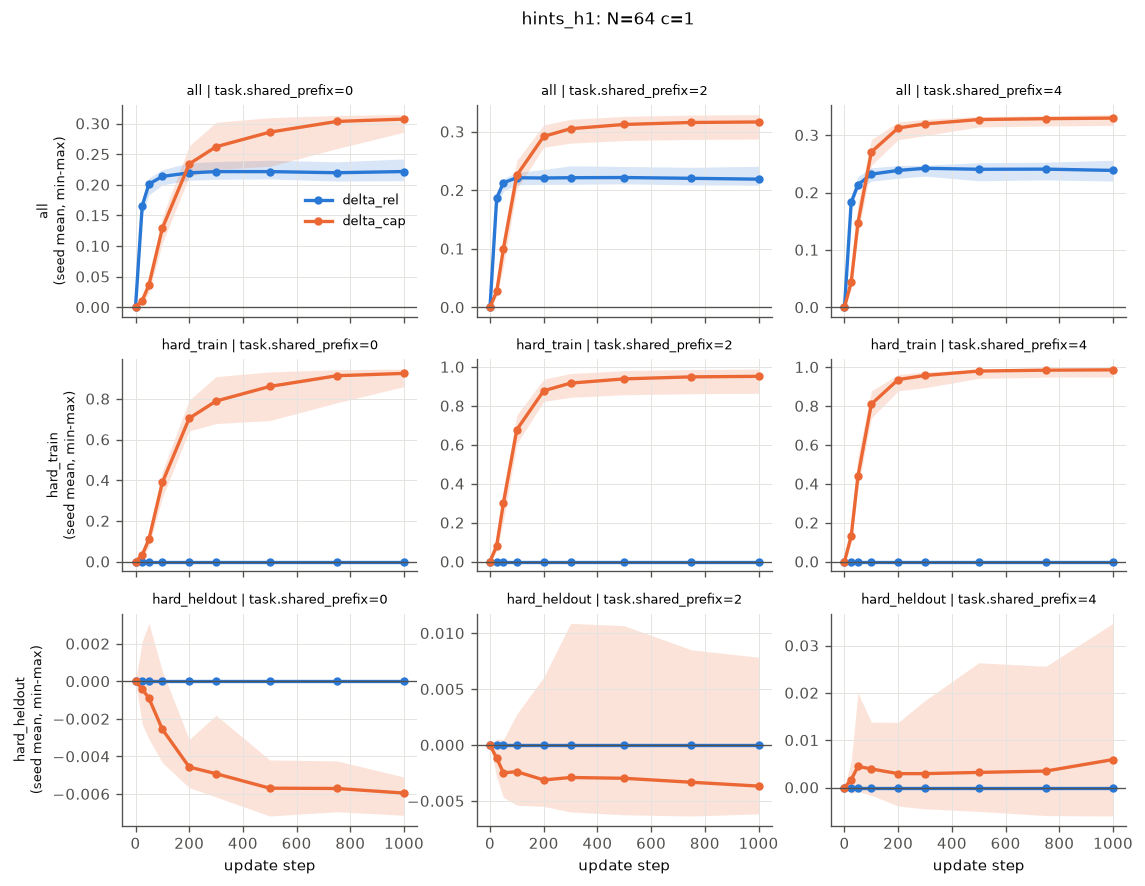 hints_h1: N=64 c=1
all | task.shared_prefix=0
all | task.shared_prefix=2
all | task.shared_prefix=4
all
(seed mean, min-max)
0.30
0.25
0.20
0.15
0.10
0.05
0.00
delta_rel
delta_cap
0.3
0.2
0.1
0.0
0.3
0.2
0.1
0.0
hard_train | task.shared_prefix=0
hard_train | task.shared_prefix=2
hard_train | task.shared_prefix=4
hard_train
(seed mean, min-max)
0.8
0.6
0.4
0.2
0.0
1.0
0.8
0.6
0.4
0.2
0.0
1.0
0.8
0.6
0.4
0.2
0.0
hard_heldout | task.shared_prefix=0
hard_heldout | task.shared_prefix=2
hard_heldout | task.shared_prefix=4
hard_heldout
(seed mean, min-max)
0.002
0.000
−0.002
−0.004
−0.006
0.010
0.005
0.000
−0.005
0.03
0.02
0.01
0.00
0 200 400 600 800 1000
0 200 400 600 800 1000
0 200 400 600 800 1000
update step
update step
update step